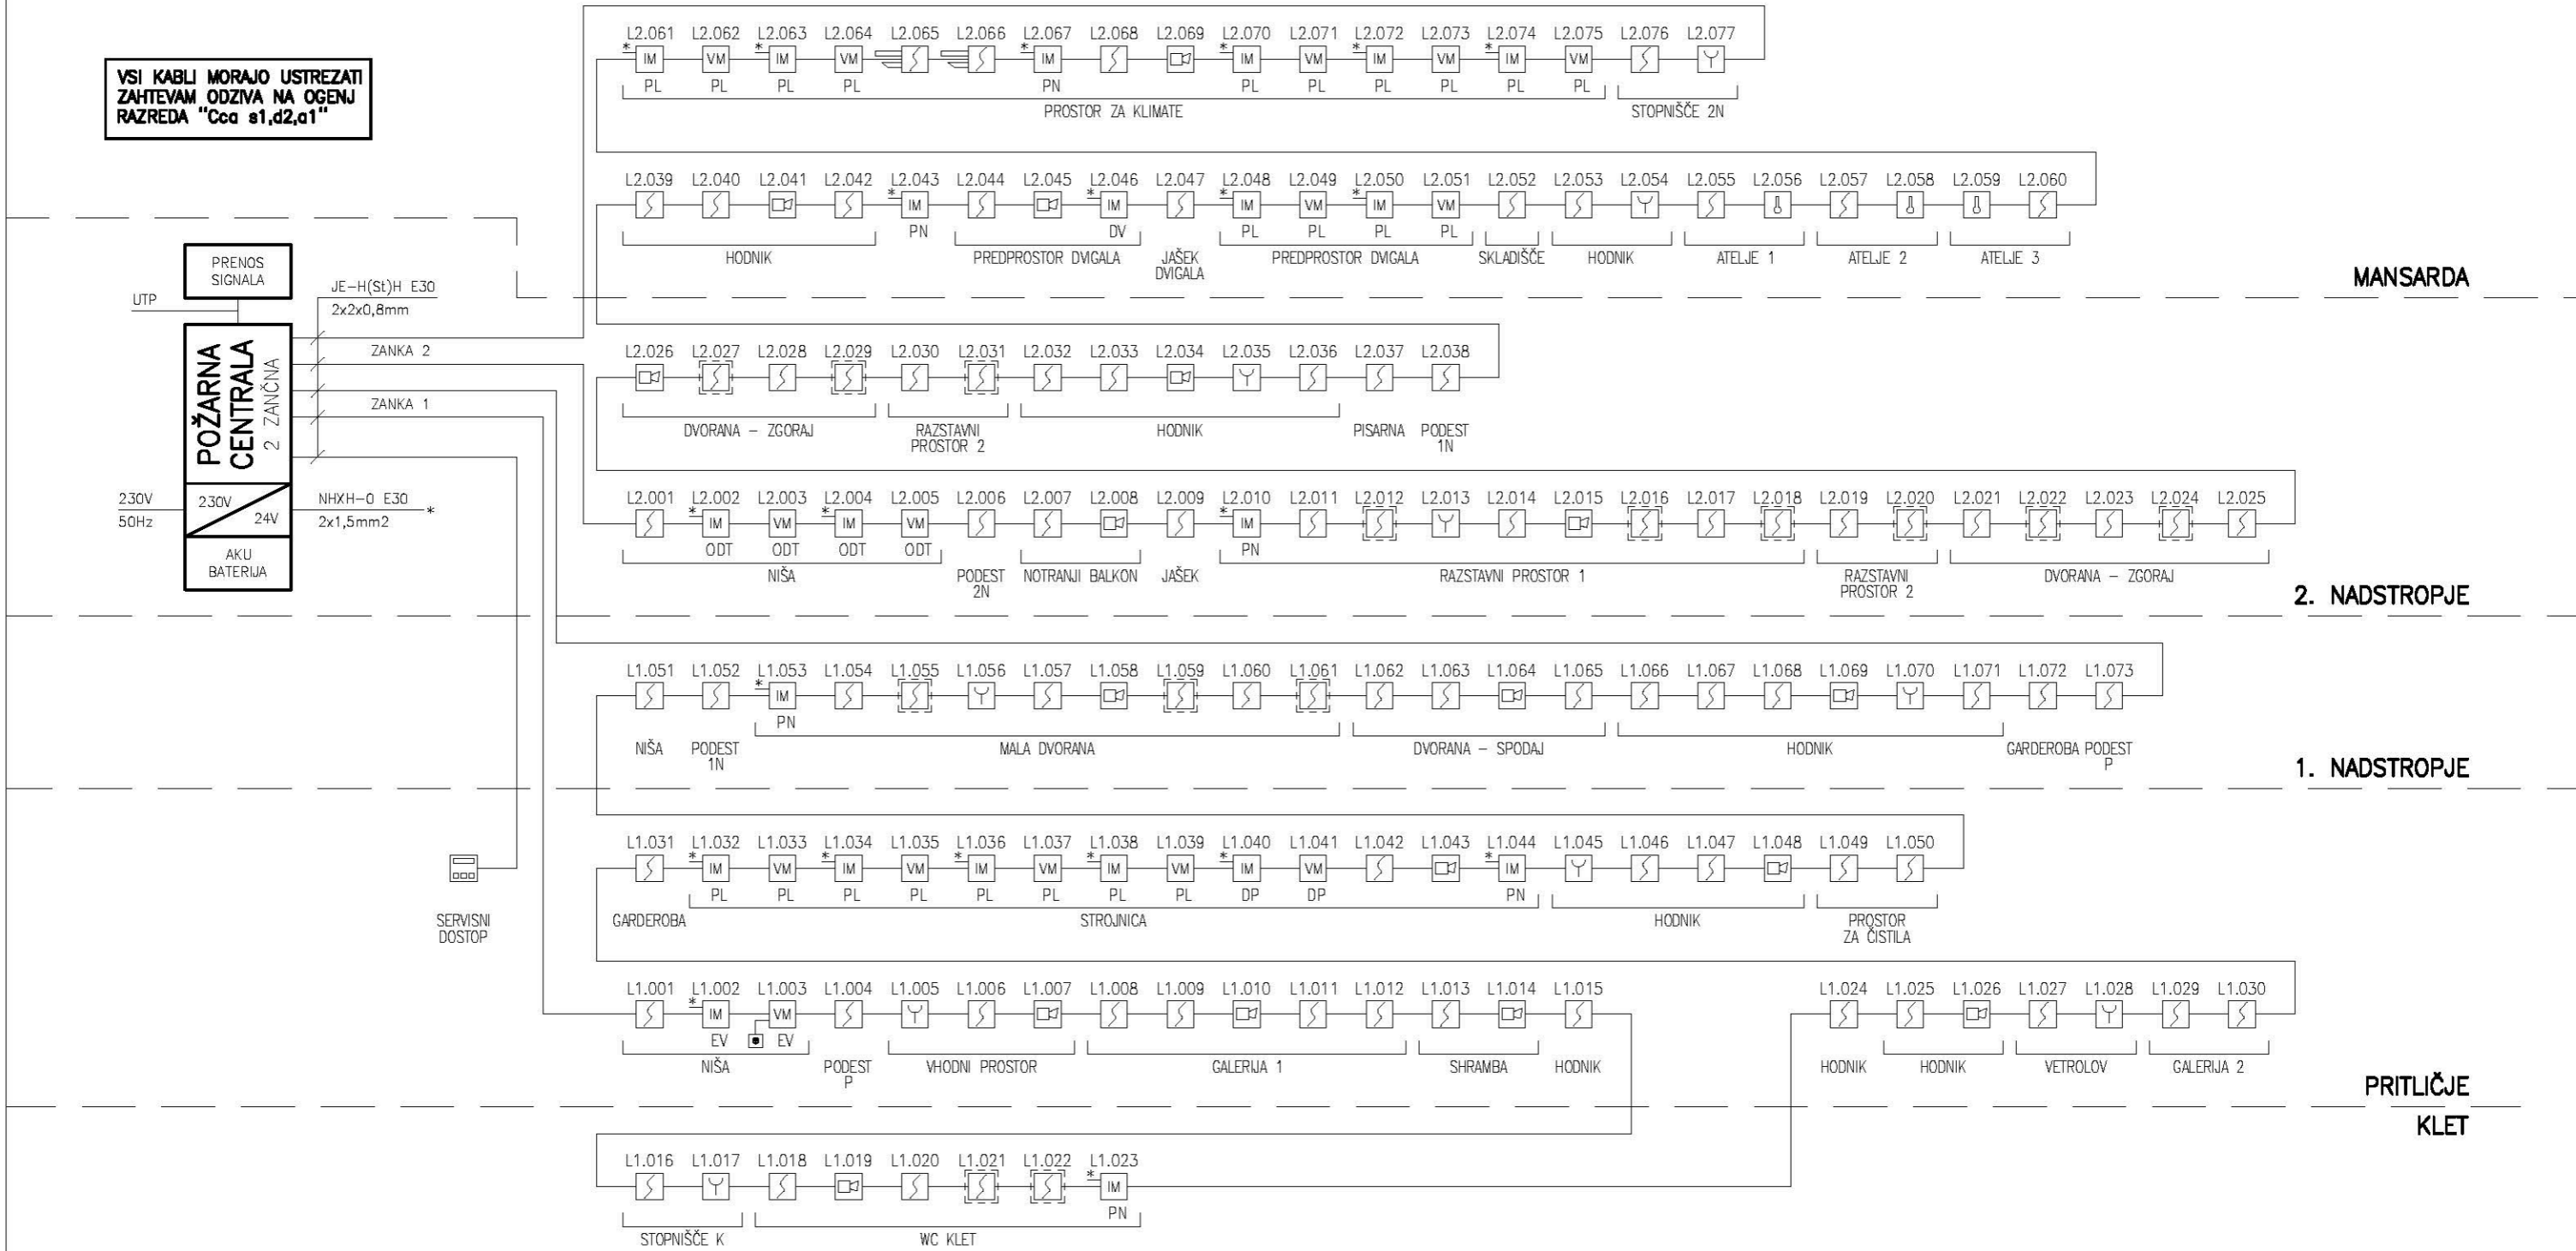 VSI KABLI MORAJO USTREZATI
ZAHTEVAM ODZIVA NA OGENJ
RAZREDA "Cca s1,d2,a1"
L2.061 L2.062 L2.063 L2.064 L2.065 L2.066 L2.067 L2.068 L2.069 L2.070 L2.071 L2.072 L2.073 L2.074 L2.075 L2.076 L2.077
* IM VM * IM VM * IM * IM VM * IM VM * IM VM
PL PL PL PL PN PL PL PL PL PL PL
PROSTOR ZA KLIMATE STOPNIŠČE 2N
L2.039 L2.040 L2.041 L2.042 L2.043 L2.044 L2.045 L2.046 L2.047 L2.048 L2.049 L2.050 L2.051 L2.052 L2.053 L2.054 L2.055 L2.056 L2.057 L2.058 L2.059 L2.060
* IM * IM * IM VM * IM VM
PN DV PL PL PL PL
HODNIK PREDPROSTOR DVIGALA JAŠEK
DVIGALA PREDPROSTOR DVIGALA SKLADIŠČE HODNIK ATELJE 1 ATELJE 2 ATELJE 3
MANSARDA
PRENOS
SIGNALA
UTP
JE-H(St)H E30
2x2x0,8mm
POŽARNA
CENTRALA
2 ZANČNA
ZANKA 2
ZANKA 1
230V
50Hz
230V
24V
NHXH-O E30
2x1,5mm2
*
AKU
BATERIJA
L2.026 L2.027 L2.028 L2.029 L2.030 L2.031 L2.032 L2.033 L2.034 L2.035 L2.036 L2.037 L2.038
DVORANA - ZGORAJ RAZSTAVNI
PROSTOR 2 HODNIK PISARNA PODEST
1N
L2.001 L2.002 L2.003 L2.004 L2.005 L2.006 L2.007 L2.008 L2.009 L2.010 L2.011 L2.012 L2.013 L2.014 L2.015 L2.016 L2.017 L2.018 L2.019 L2.020 L2.021 L2.022 L2.023 L2.024 L2.025
* IM VM * IM VM * IM
ODT ODT ODT ODT PN
NIŠA PODEST
2N NOTRANJI BALKON JAŠEK RAZSTAVNI PROSTOR 1 RAZSTAVNI
PROSTOR 2 DVORANA - ZGORAJ
2. NADSTROPJE
L1.051 L1.052 L1.053 L1.054 L1.055 L1.056 L1.057 L1.058 L1.059 L1.060 L1.061 L1.062 L1.063 L1.064 L1.065 L1.066 L1.067 L1.068 L1.069 L1.070 L1.071 L1.072 L1.073
* IM
PN
NIŠA PODEST
1N MALA DVORANA DVORANA - SPODAJ HODNIK GARDEROBA PODEST
P
1. NADSTROPJE
L1.031 L1.032 L1.033 L1.034 L1.035 L1.036 L1.037 L1.038 L1.039 L1.040 L1.041 L1.042 L1.043 L1.044 L1.045 L1.046 L1.047 L1.048 L1.049 L1.050
* IM VM * IM VM * IM VM * IM VM * IM VM * IM
PL PL PL PL PL PL PL PL DP DP PN
GARDEROBA STROJNICA HODNIK PROSTOR
ZA ČISTILA
SERVISNI
DOSTOP
L1.001 L1.002 L1.003 L1.004 L1.005 L1.006 L1.007 L1.008 L1.009 L1.010 L1.011 L1.012 L1.013 L1.014 L1.015 L1.024 L1.025 L1.026 L1.027 L1.028 L1.029 L1.030
* IM VM
EV EV
NIŠA PODEST
P VHODNI PROSTOR GALERIJA 1 SHRAMBA HODNIK HODNIK HODNIK VETROLOV GALERIJA 2
PRITLIČJE
KLET
L1.016 L1.017 L1.018 L1.019 L1.020 L1.021 L1.022 L1.023
* IM
PN
STOPNIŠČE K WC KLET